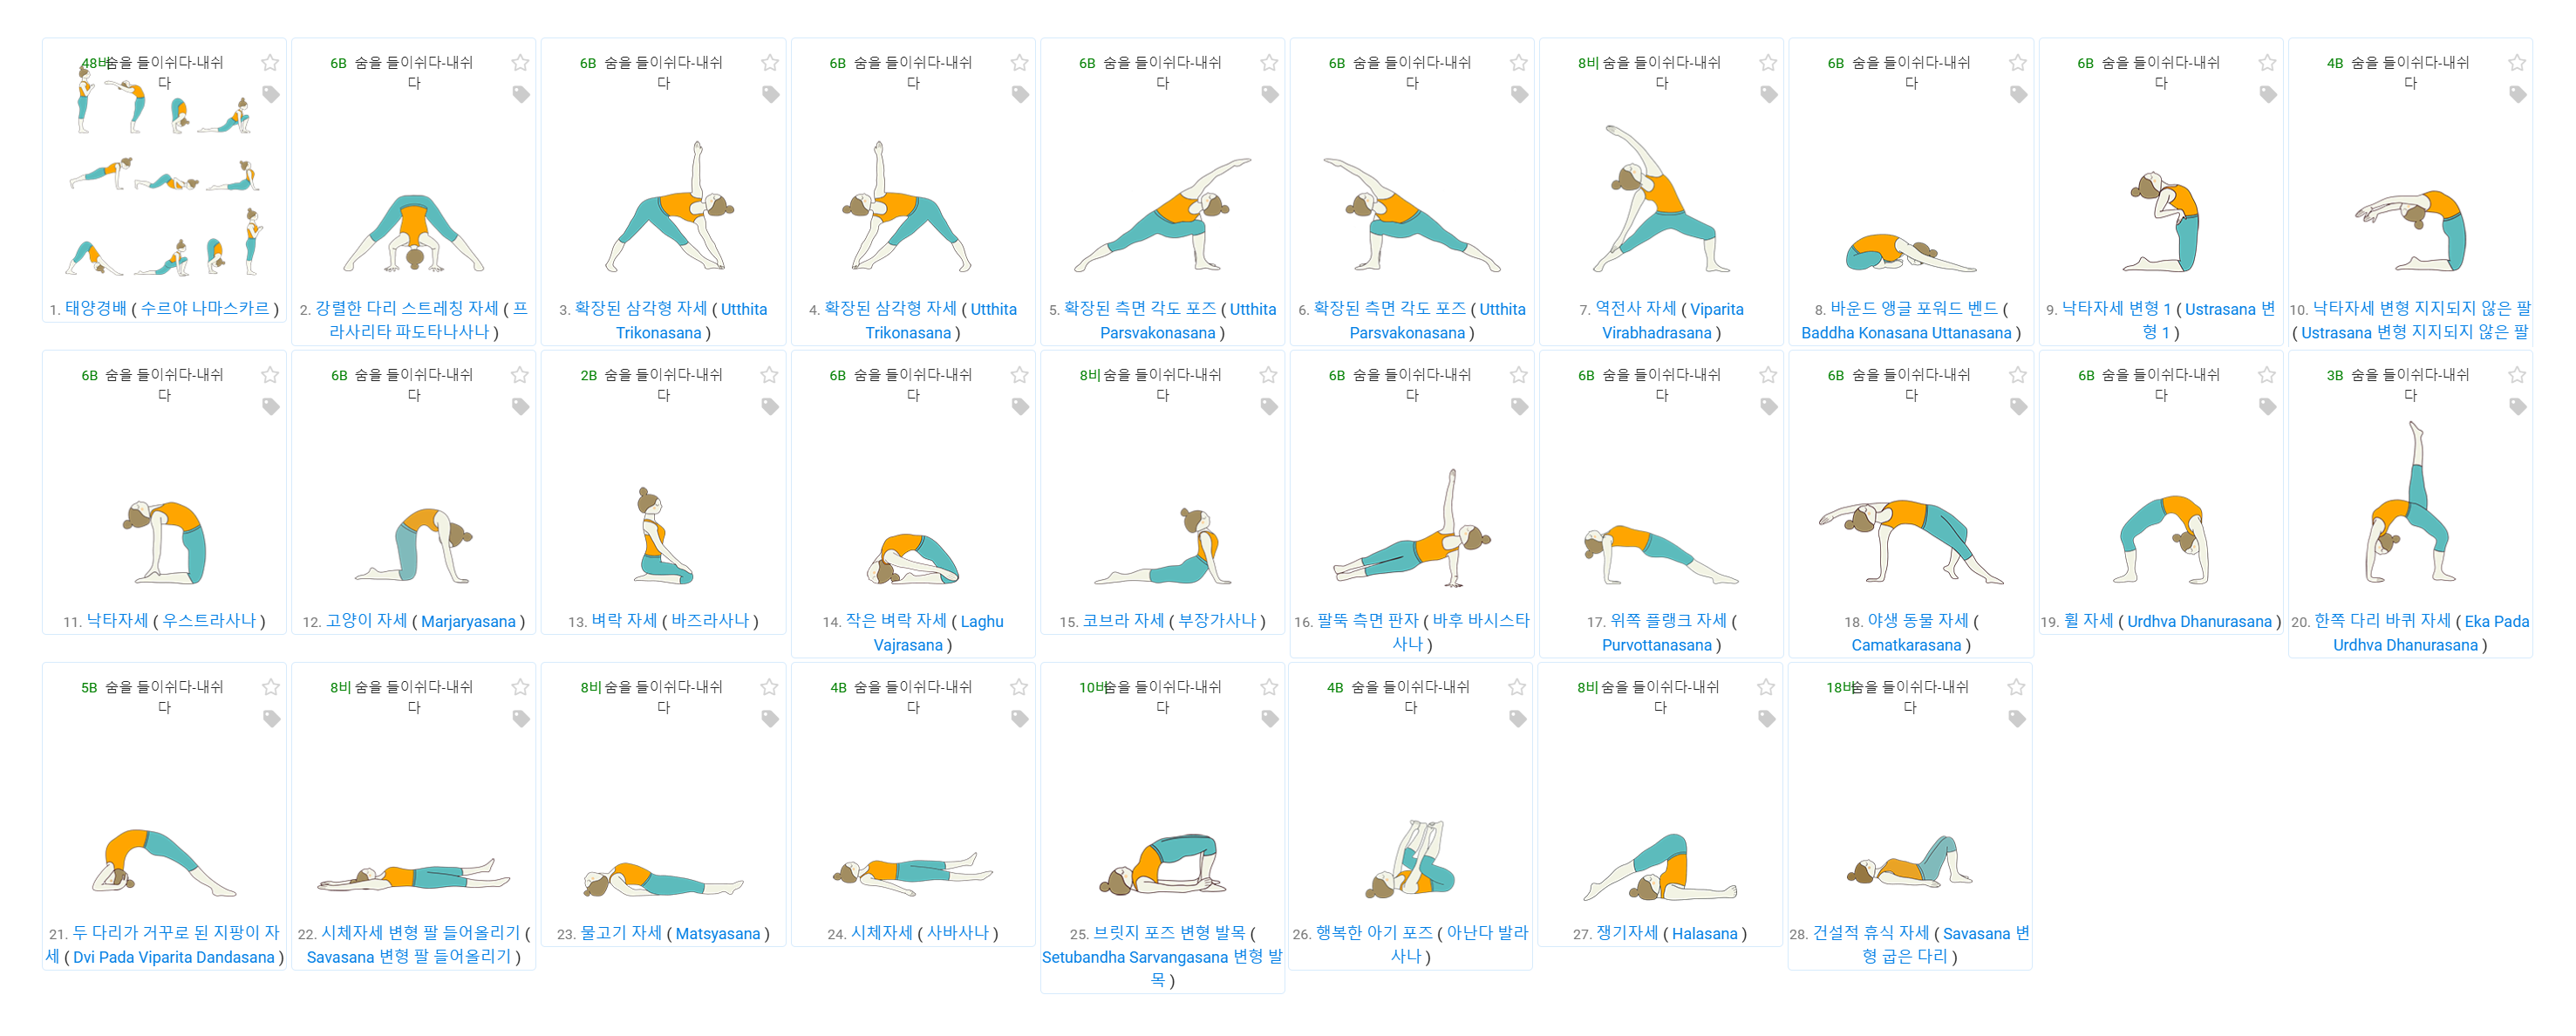 48비 숨을 들이쉬다-내쉬
다
1. 태양경배 ( 수르야 나마스카르 )
6B 숨을 들이쉬다-내쉬
다
2. 강렬한 다리 스트레칭 자세 ( 프
라사리타 파도타나사나 )
6B 숨을 들이쉬다-내쉬
다
3. 확장된 삼각형 자세 ( Utthita
Trikonasana )
6B 숨을 들이쉬다-내쉬
다
4. 확장된 삼각형 자세 ( Utthita
Trikonasana )
6B 숨을 들이쉬다-내쉬
다
5. 확장된 측면 각도 포즈 ( Utthita
Parsvakonasana )
6B 숨을 들이쉬다-내쉬
다
6. 확장된 측면 각도 포즈 ( Utthita
Parsvakonasana )
8비 숨을 들이쉬다-내쉬
다
7. 역전사 자세 ( Viparita
Virabhadrasana )
6B 숨을 들이쉬다-내쉬
다
8. 바운드 앵글 포워드 벤드 (
Baddha Konasana Uttanasana )
6B 숨을 들이쉬다-내쉬
다
9. 낙타자세 변형 1 ( Ustrasana 변
형 1 )
4B 숨을 들이쉬다-내쉬
다
10. 낙타자세 변형 지지되지 않은 팔
( Ustrasana 변형 지지되지 않은 팔
6B 숨을 들이쉬다-내쉬
다
11. 낙타자세 ( 우스트라사나 )
6B 숨을 들이쉬다-내쉬
다
12. 고양이 자세 ( Marjaryasana )
2B 숨을 들이쉬다-내쉬
다
13. 벼락 자세 ( 바즈라사나 )
6B 숨을 들이쉬다-내쉬
다
14. 작은 벼락 자세 ( Laghu
Vajrasana )
8비 숨을 들이쉬다-내쉬
다
15. 코브라 자세 ( 부장가사나 )
6B 숨을 들이쉬다-내쉬
다
16. 팔뚝 측면 판자 ( 바후 바시스타
사나 )
6B 숨을 들이쉬다-내쉬
다
17. 위쪽 플랭크 자세 (
Purvottanasana )
6B 숨을 들이쉬다-내쉬
다
18. 야생 동물 자세 (
Camatkarasana )
6B 숨을 들이쉬다-내쉬
다
19. 휠 자세 ( Urdhva Dhanurasana )
3B 숨을 들이쉬다-내쉬
다
20. 한쪽 다리 바퀴 자세 ( Eka Pada
Urdhva Dhanurasana )
5B 숨을 들이쉬다-내쉬
다
21. 두 다리가 거꾸로 된 지팡이 자
세 ( Dvi Pada Viparita Dandasana )
8비 숨을 들이쉬다-내쉬
다
22. 시체자세 변형 팔 들어올리기 (
Savasana 변형 팔 들어올리기 )
8비 숨을 들이쉬다-내쉬
다
23. 물고기 자세 ( Matsyasana )
4B 숨을 들이쉬다-내쉬
다
24. 시체자세 ( 사바사나 )
10비 숨을 들이쉬다-내쉬
다
25. 브릿지 포즈 변형 발목 (
Setubandha Sarvangasana 변형 발
목 )
4B 숨을 들이쉬다-내쉬
다
26. 행복한 아기 포즈 ( 아난다 발라
사나 )
8비 숨을 들이쉬다-내쉬
다
27. 쟁기자세 ( Halasana )
18비 숨을 들이쉬다-내쉬
다
28. 건설적 휴식 자세 ( Savasana 변
형 굽은 다리 )